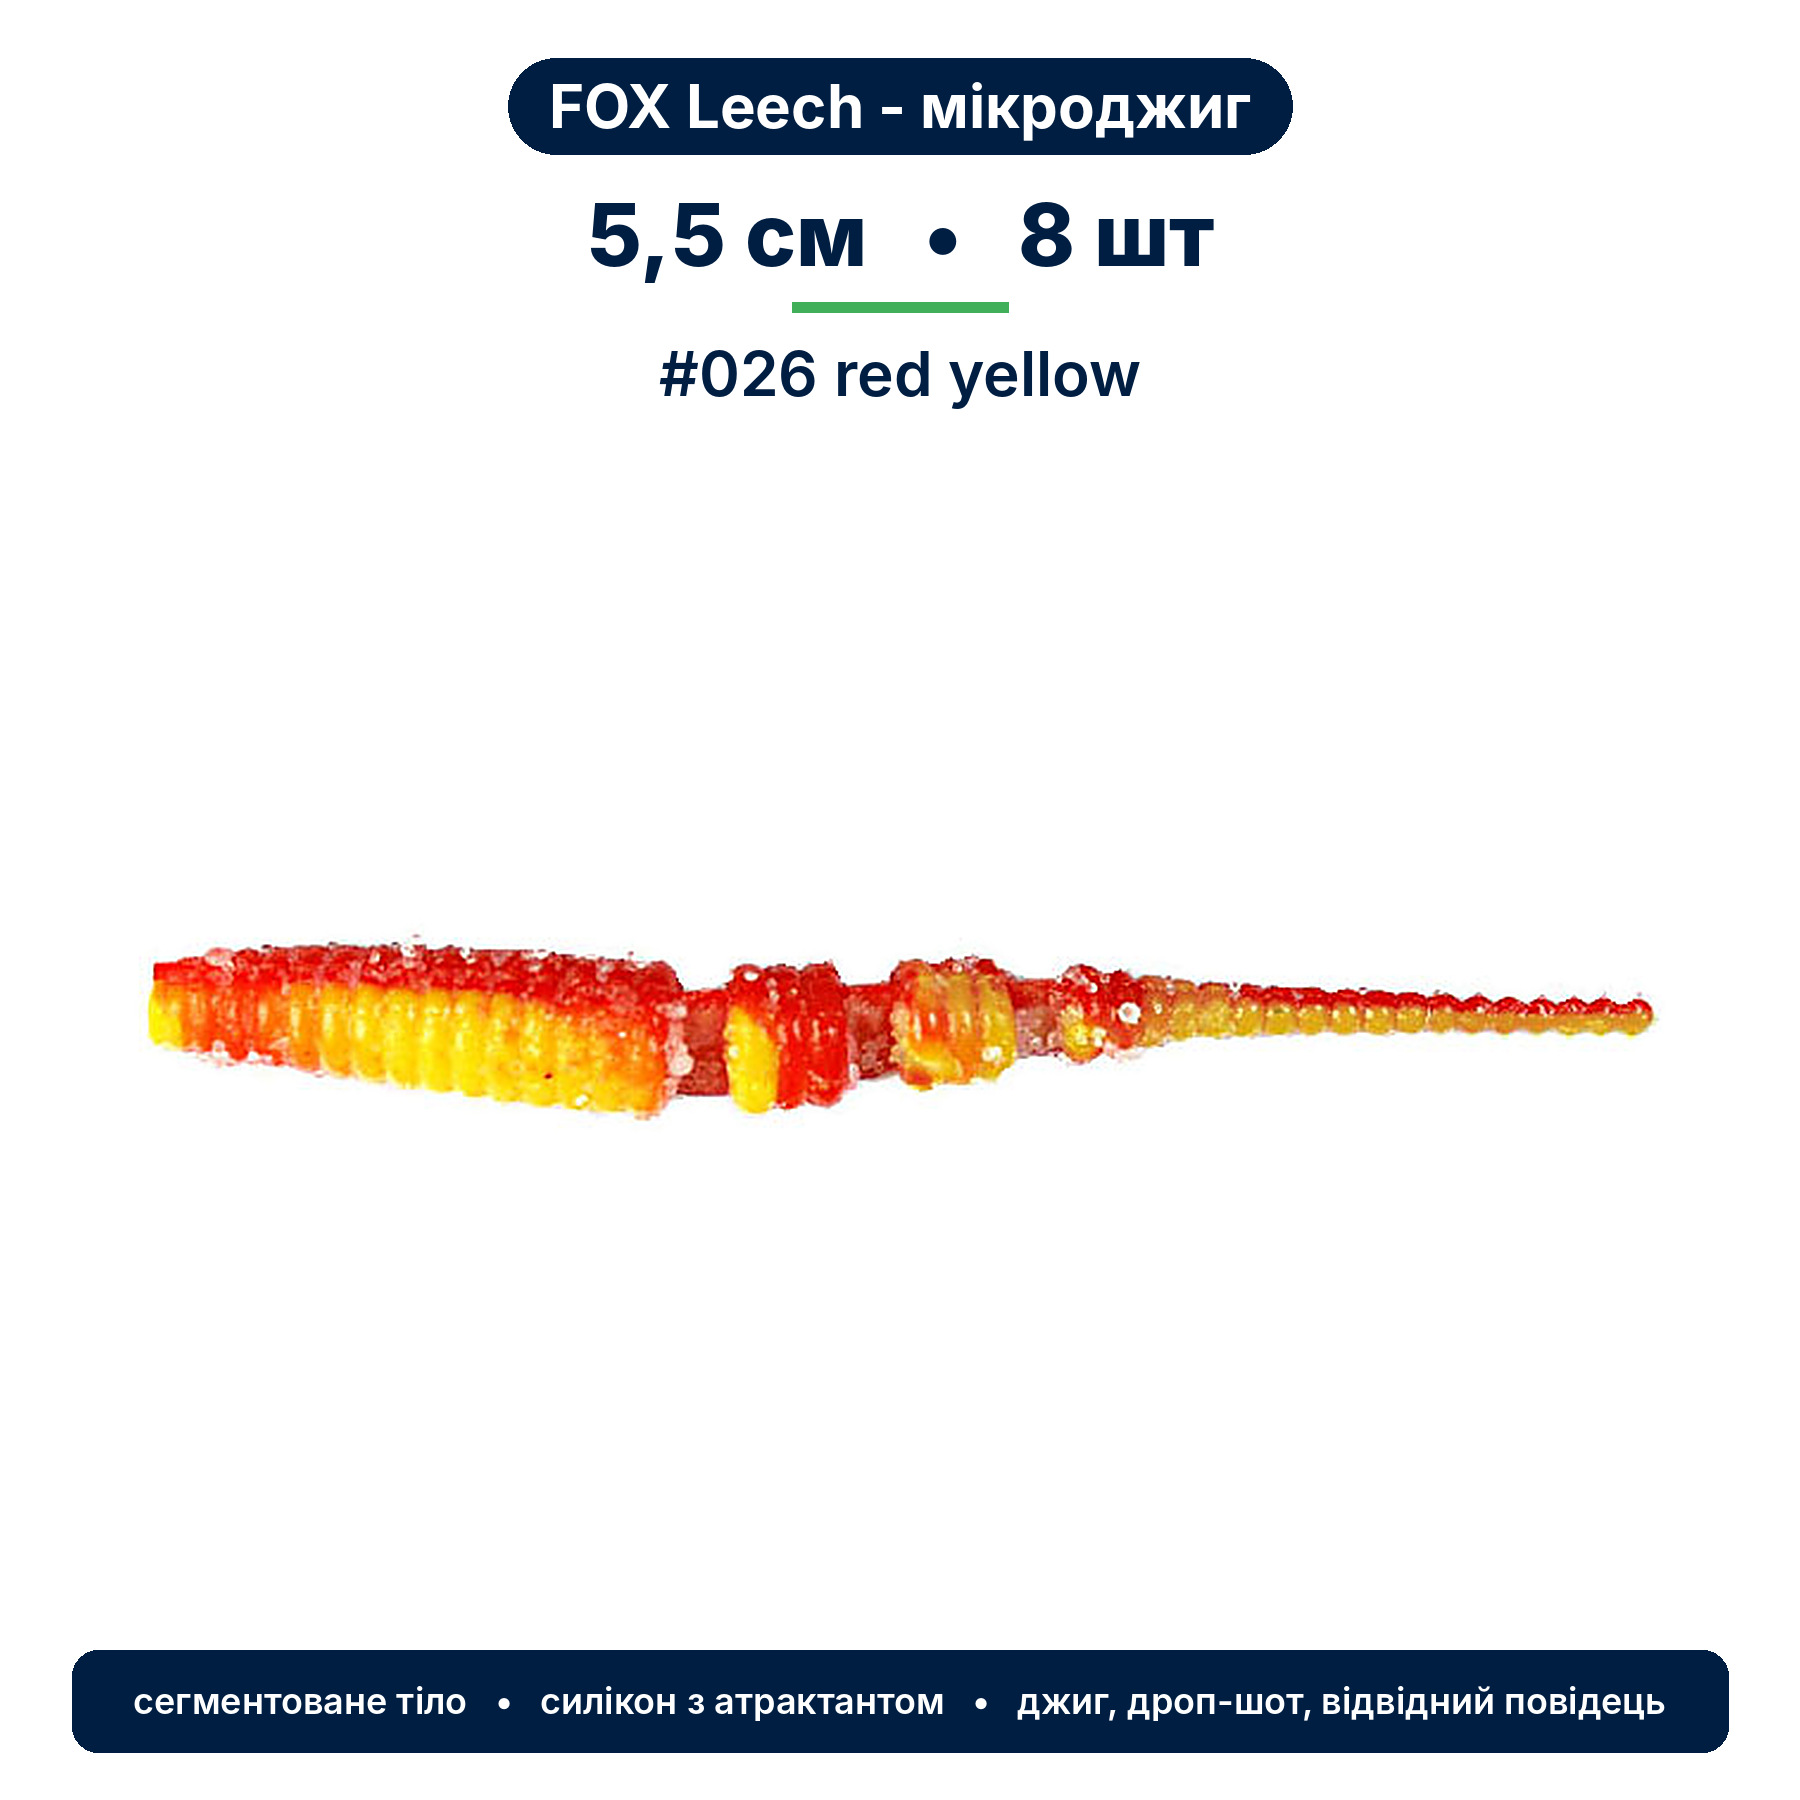 FOX Leech - мікроджиг
5,5 см • 8 шт
#026 red yellow
сегментоване тіло • силікон з атрактантом • джиг, дроп-шот, відвідний повідець